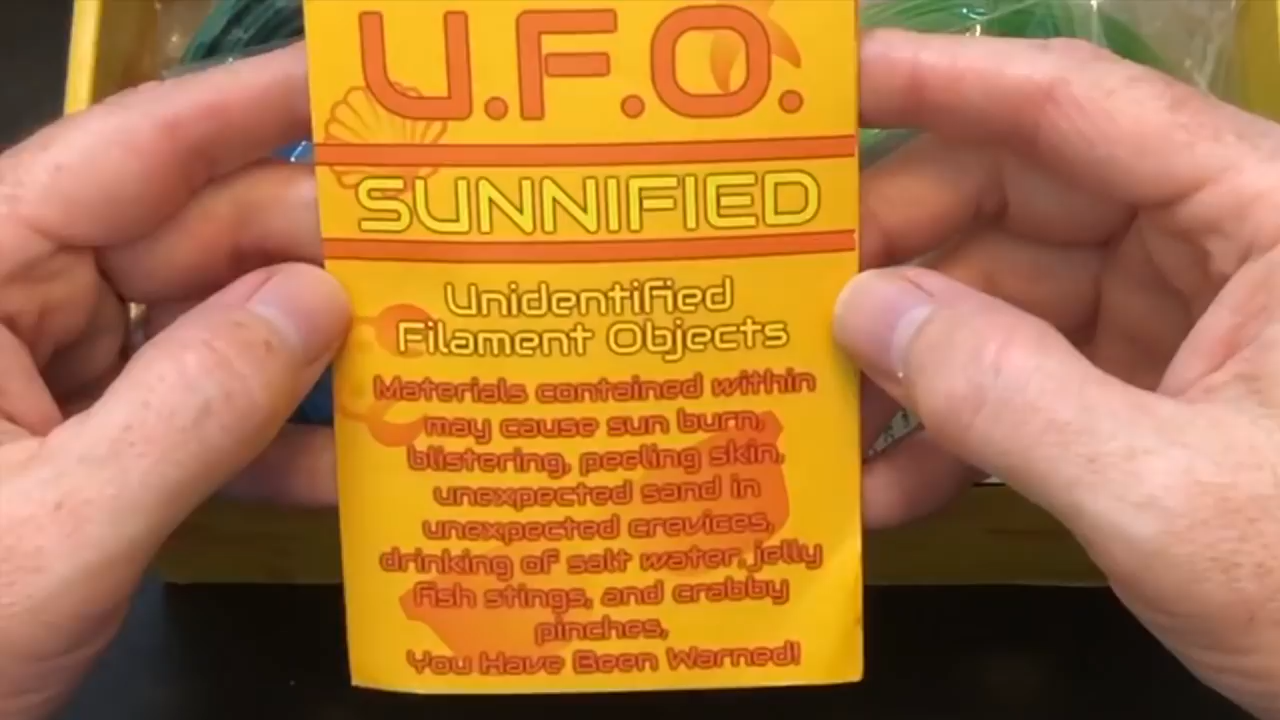 U.F.O.
SUNNIFIED
Unidentified
Filament Objects
Materials contained within
may cause sun burn,
blistering, peeling skin,
unexpected sand in
unexpected crevices,
drinking of salt water, jelly
fish stings, and crabby
pinches,
You Have Been Warned!